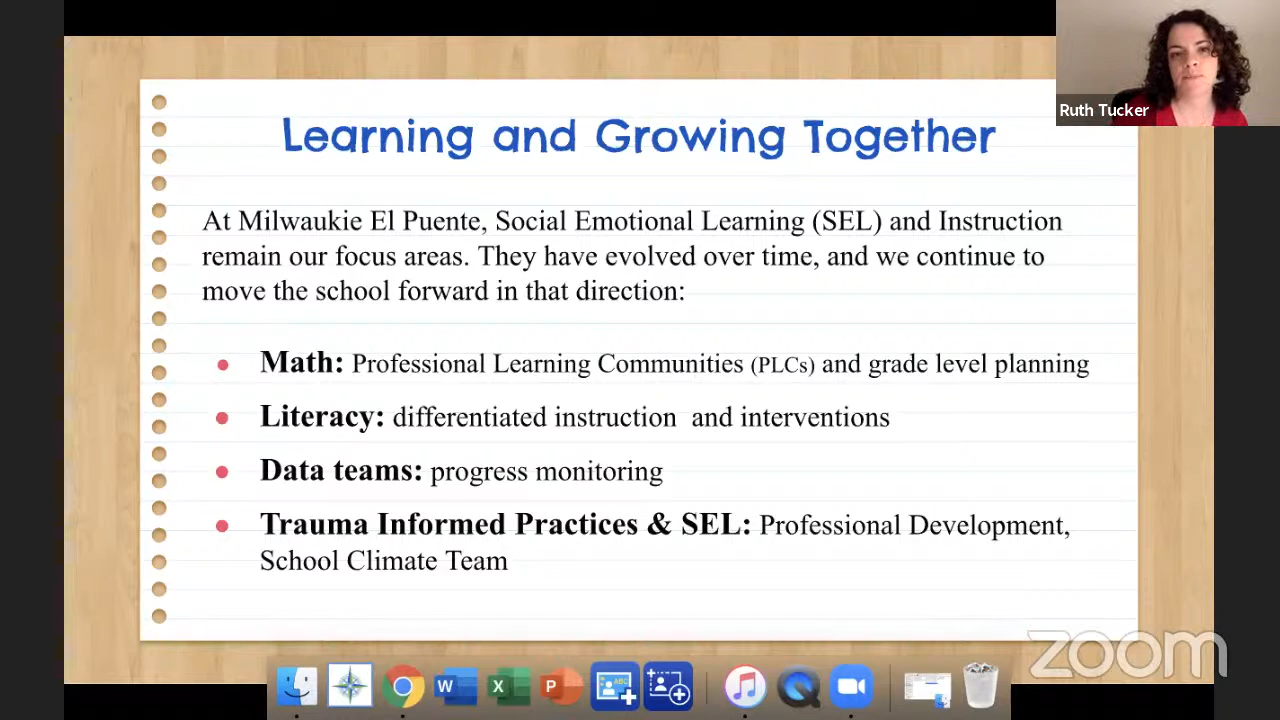 Ruth Tucker
Learning and Growing Together
At Milwaukie El Puente, Social Emotional Learning (SEL) and Instruction
remain our focus areas. They have evolved over time, and we continue to
move the school forward in that direction:
Math: Professional Learning Communities (PLCs) and grade level planning
Literacy: differentiated instruction and interventions
Data teams: progress monitoring
Trauma Informed Practices & SEL: Professional Development,
School Climate Team
zoom
W
X
P
ABC